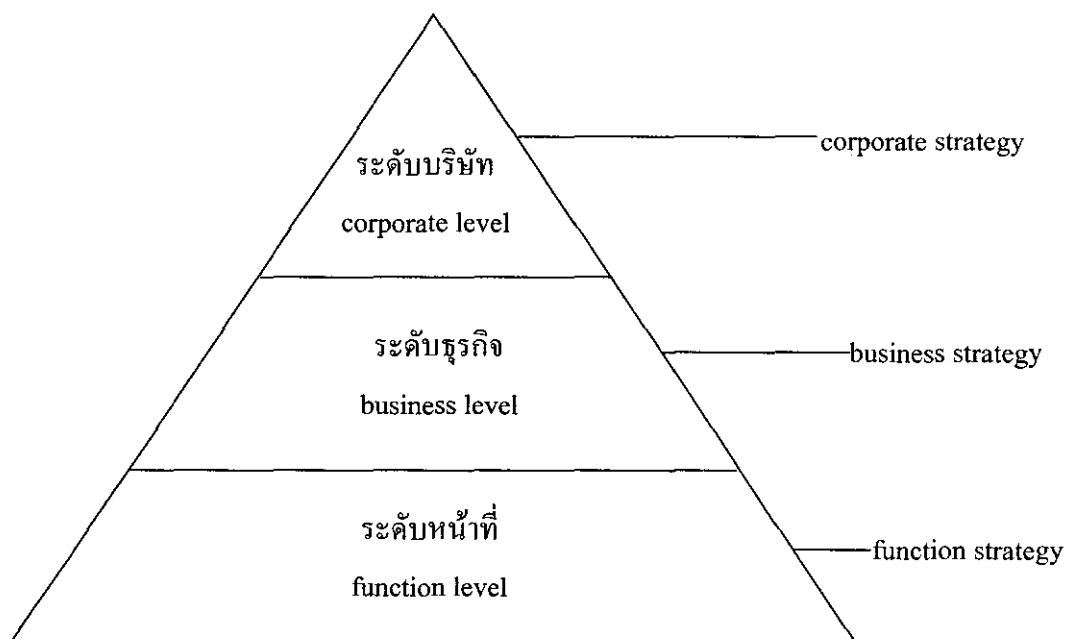 ระดับบริษัท
corporate level
corporate strategy
ระดับธุรกิจ
business level
business strategy
ระดับหน้าที่
function level
function strategy